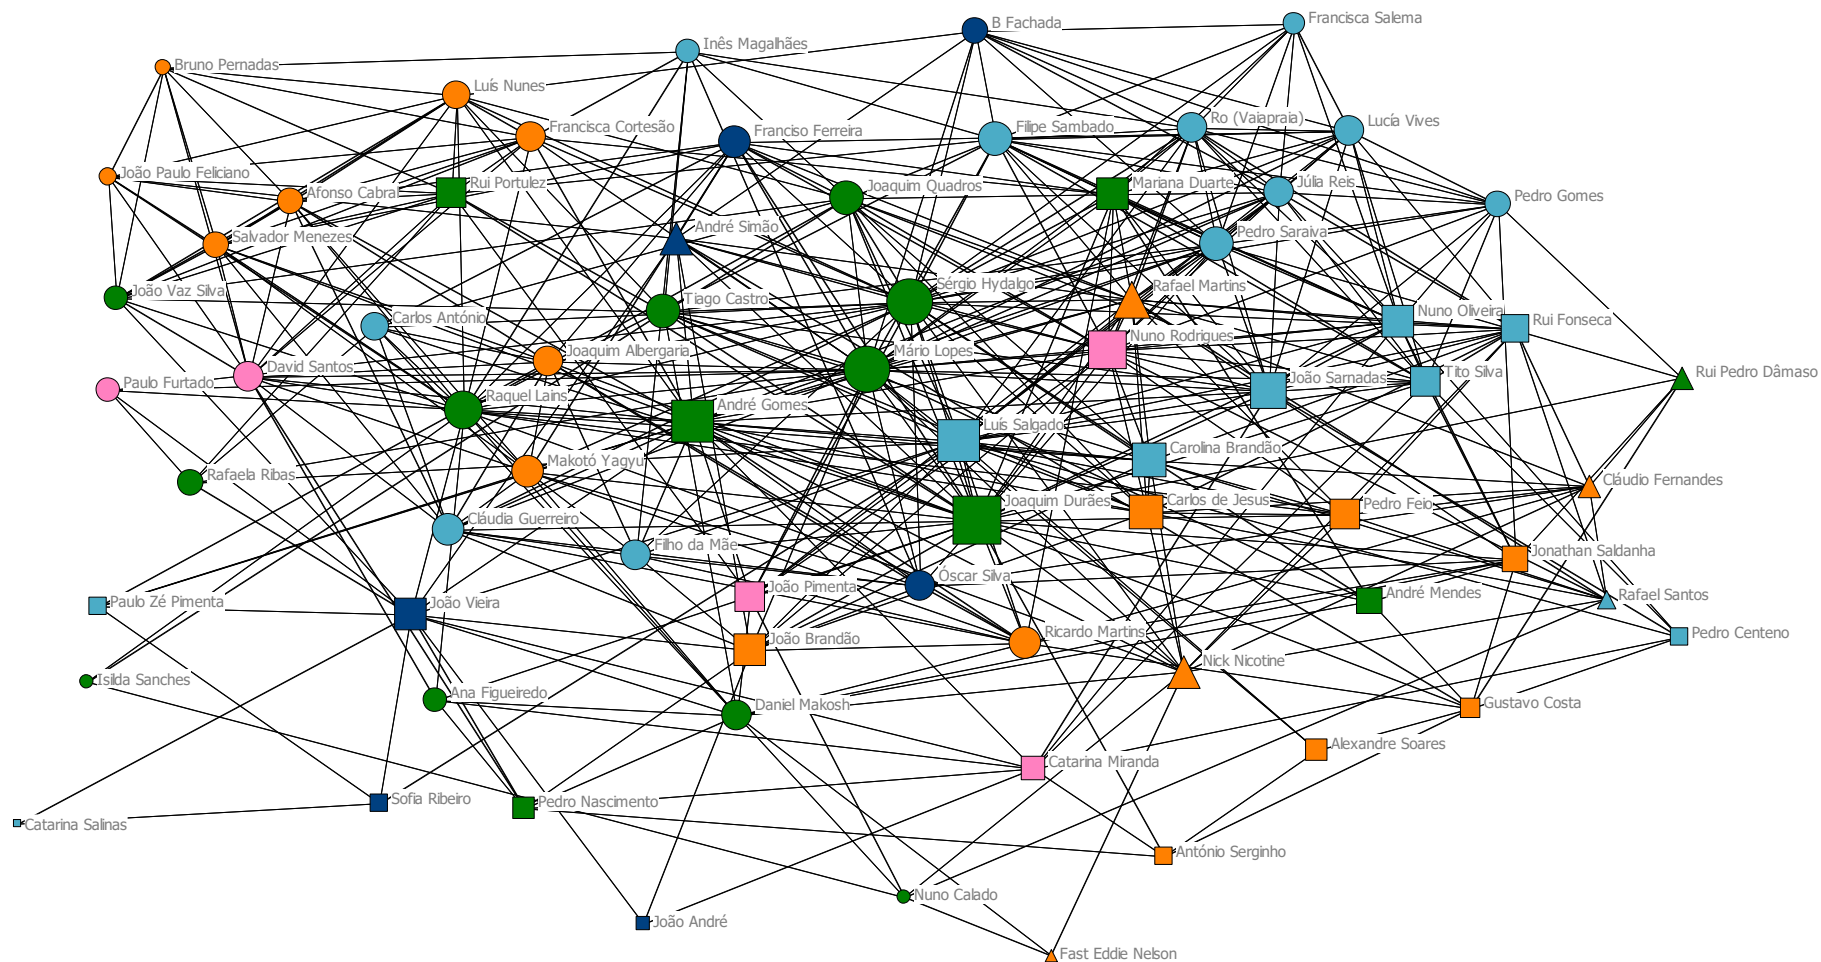 Francisca Salema
B Fachada
Inês Magalhães
Bruno Pernadas
Luís Nunes
Francisca Cortesão
Franciso Ferreira
Filipe Sambado
Ro (Vaiapraia)
Lucía Vives
João Paulo Feliciano
Afonso Cabral
Rui Portulez
Joaquim Quadros
Mariana Duarte
Júlia Reis
Pedro Gomes
Salvador Menezes
André Simão
Pedro Saraiva
João Vaz Silva
Carlos António
Tiago Castro
Sérgio Hydalgo
Rafael Martins
Nuno Oliveira
Rui Fonseca
Nuno Rodrigues
Joaquim Albergaria
Mário Lopes
David Santos
Paulo Furtado
João Sarnadas
Tito Silva
Rui Pedro Dâmaso
Raquel Lains
André Gomes
Luís Salgado
Carolina Brandão
Makotó Yagyu
Rafaela Ribas
Cláudio Fernandes
Joaquim Durães
Carlos de Jesus
Pedro Feio
Cláudia Guerreiro
Filho da Mãe
Jonathan Saldanha
Óscar Silva
João Pimenta
André Mendes
Rafael Santos
Paulo Zé Pimenta
João Vieira
João Brandão
Ricardo Martins
Pedro Centeno
Nick Nicotine
Isilda Sanches
Ana Figueiredo
Daniel Makosh
Gustavo Costa
Alexandre Soares
Catarina Miranda
Sofia Ribeiro
Pedro Nascimento
Catarina Salinas
António Serginho
Nuno Calado
João André
Fast Eddie Nelson